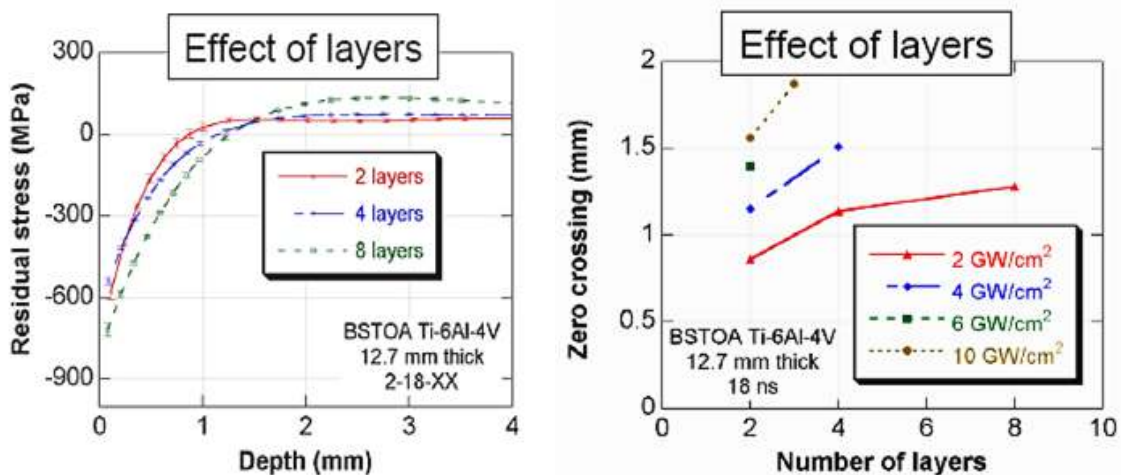 Effect of layers
300
0
-300
-600
-900
Residual stress (MPa)
2 layers
4 layers
8 layers
BSTOA Ti-6Al-4V
12.7 mm thick
2-18-XX
0 1 2 3 4
Depth (mm)
Effect of layers
2
1.5
1
0.5
0
Zero crossing (mm)
2 GW/cm²
4 GW/cm²
6 GW/cm²
10 GW/cm²
BSTOA Ti-6Al-4V
12.7 mm thick
18 ns
0 2 4 6 8 10
Number of layers